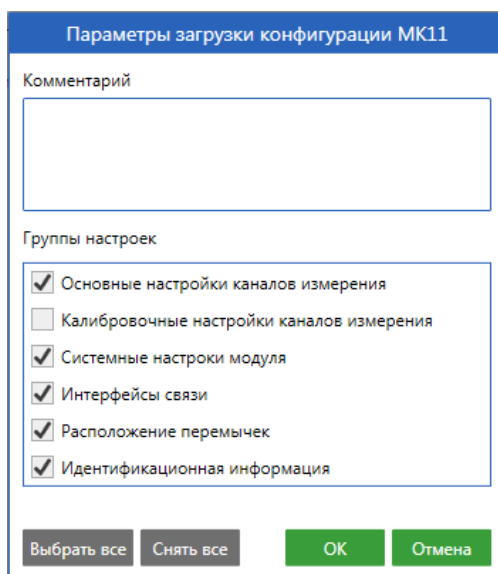 Параметры загрузки конфигурации МК11
Комментарий
Группы настроек
Основные настройки каналов измерения
Калибровочные настройки каналов измерения
Системные настроки модуля
Интерфейсы связи
Расположение перемычек
Идентификационная информация
Выбрать все Снять все ОК Отмена